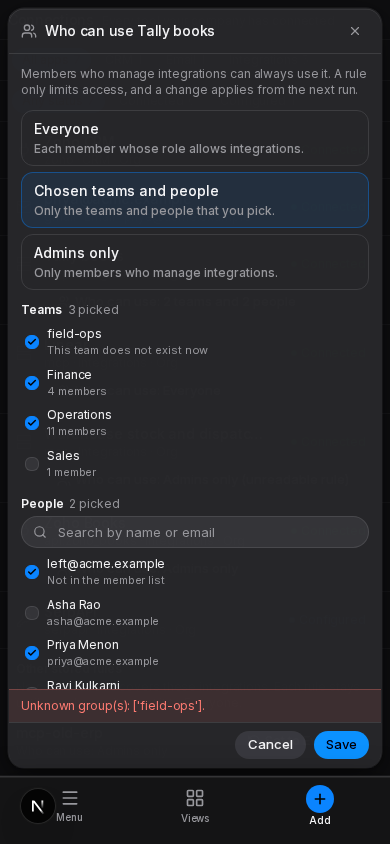 Who can use Tally books
Members who manage integrations can always use it. A rule
only limits access, and a change applies from the next run.
Everyone
Each member whose role allows integrations.
Chosen teams and people
Only the teams and people that you pick.
Admins only
Only members who manage integrations.
Teams 3 picked
field-ops
This team does not exist now
Finance
4 members
Operations
11 members
Sales
1 member
People 2 picked
Search by name or email
left@acme.example
Not in the member list
Asha Rao
asha@acme.example
Priya Menon
priya@acme.example
Ravi Kulkarni
Unknown group(s): ['field-ops'].
Cancel Save
N
Menu Views Add